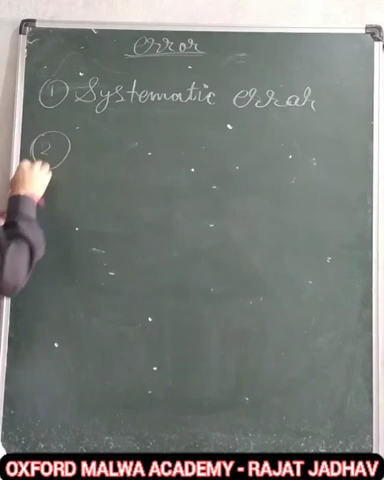 Error
① Systematic error
②
OXFORD MALWA ACADEMY - RAJAT JADHAV